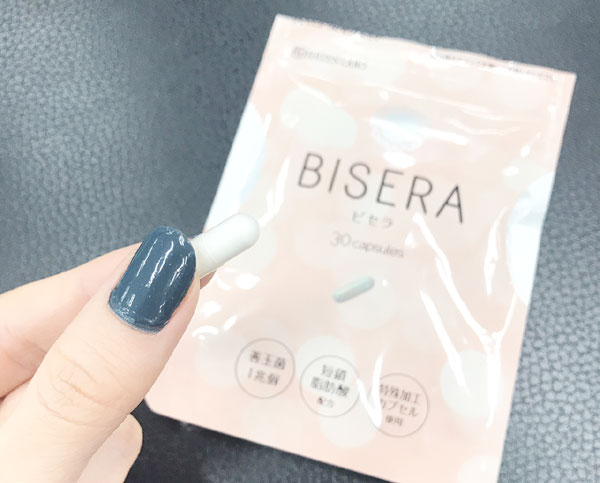 BISERA
ビセラ
30 capsules
善玉菌
1兆個
短鎖
脂肪酸
配合
特殊加工
カプセル
使用